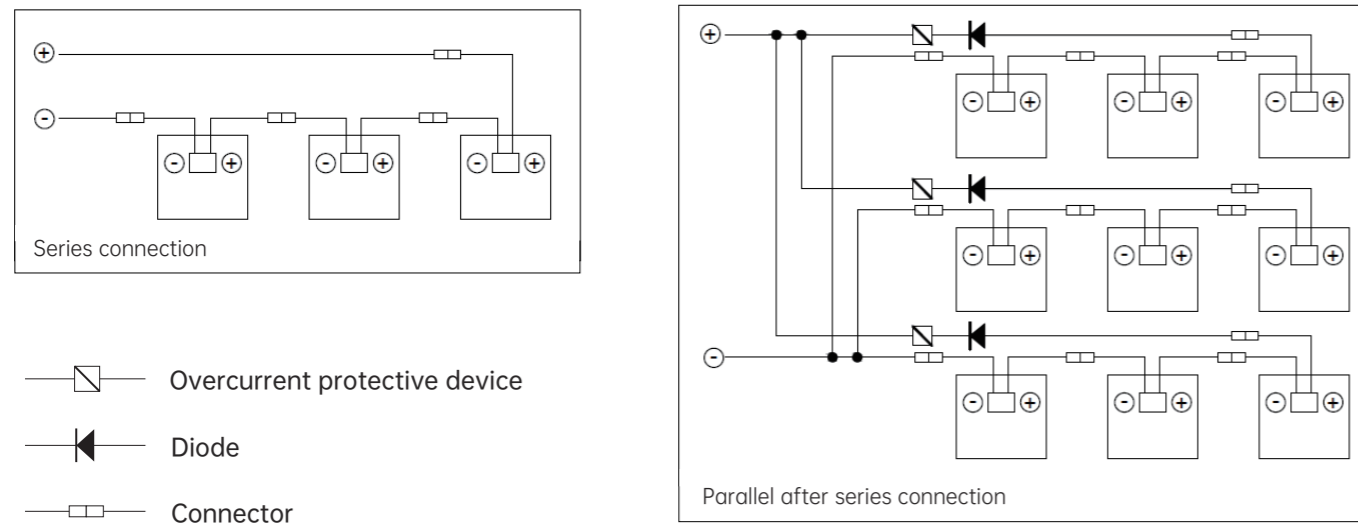 Series connection
Overcurrent protective device
Diode
Connector
Parallel after series connection